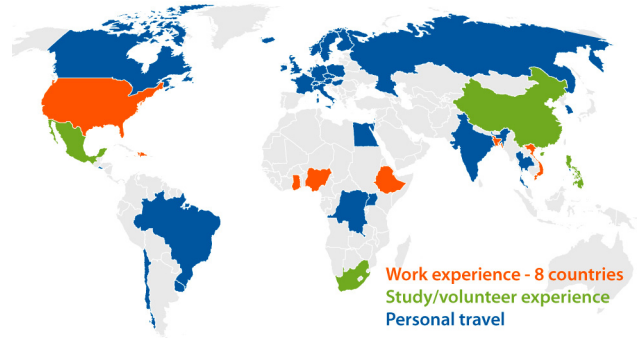 Work experience - 8 countries
Study/volunteer experience
Personal travel